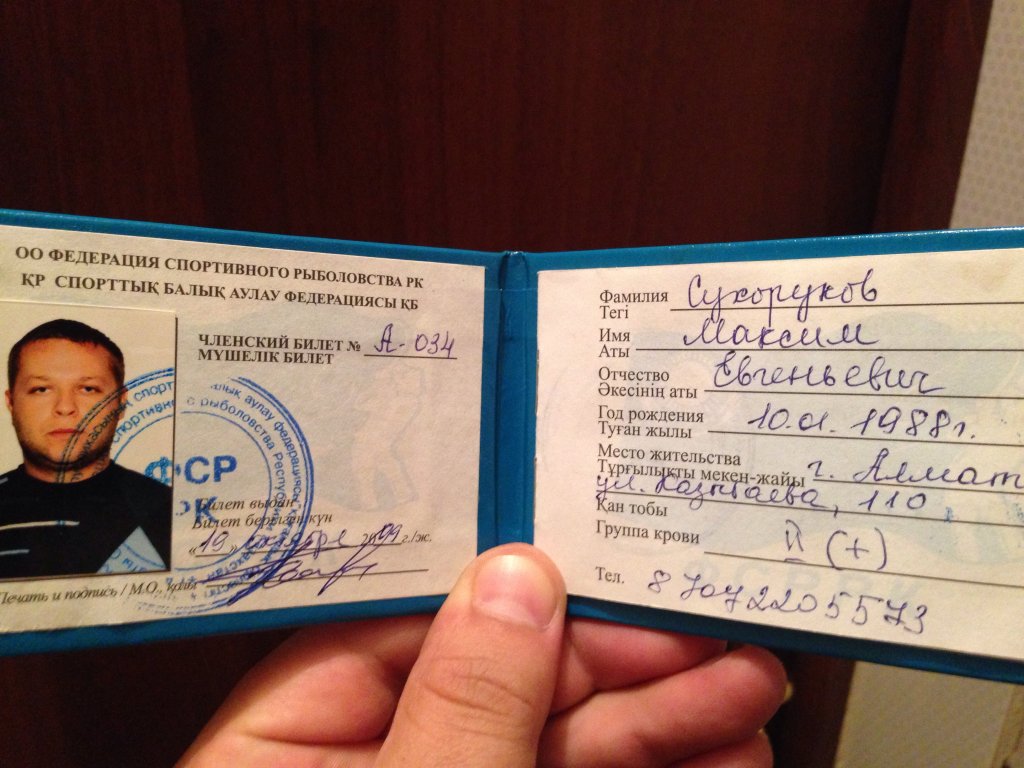 ОО ФЕДЕРАЦИЯ СПОРТИВНОГО РЫБОЛОВСТВА РК
ҚР СПОРТТЫҚ БАЛЫҚ АУЛАУ ФЕДЕРАЦИЯСЫ ҚБ
ЧЛЕНСКИЙ БИЛЕТ № А-034
МҮШЕЛІК БИЛЕТ
ФСР
РК
Билет выдан
Билет берілген күн
«19» 2009 г./ж.
Печать и подпись / М.О., қолы
Фамилия Сухоруков
Тегі
Имя Максим
Аты
Отчество Евгеньевич
Әкесінің аты
Год рождения 10.01.1988г.
Туған жылы
Место жительства
Тұрғылықты мекен-жайы г. Алмат
ул. Казыбаева, 110
Қан тобы
Группа крови II (+)
Тел. 87072205573